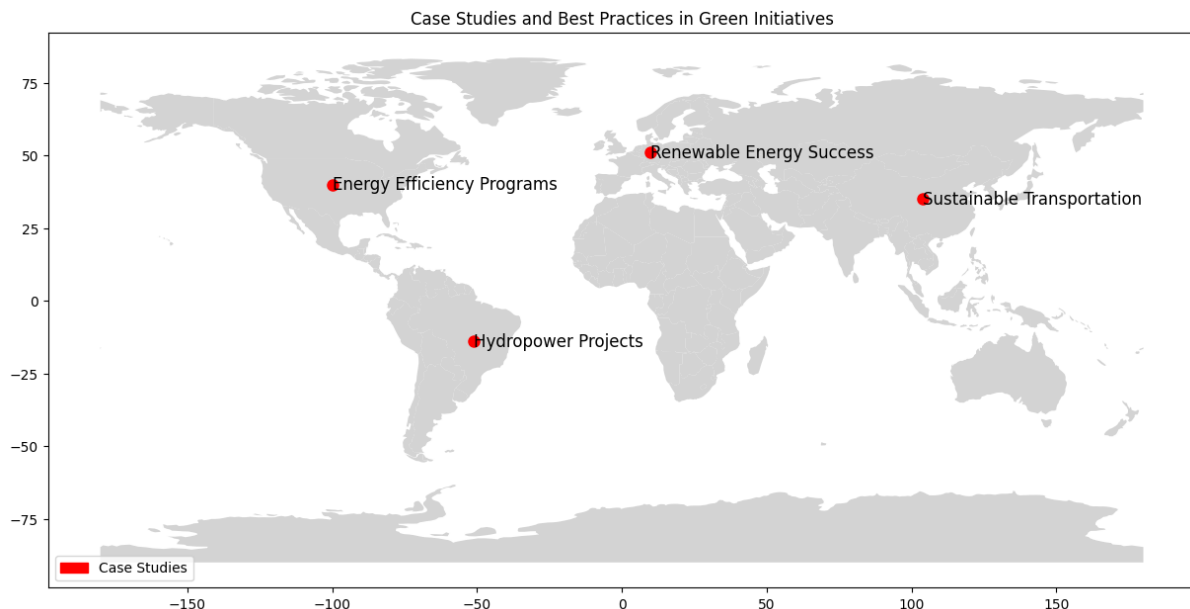 Case Studies and Best Practices in Green Initiatives
75
50
25
0
−25
−50
−75
Renewable Energy Success
Energy Efficiency Programs
Sustainable Transportation
Hydropower Projects
Case Studies
−150
−100
−50
0
50
100
150